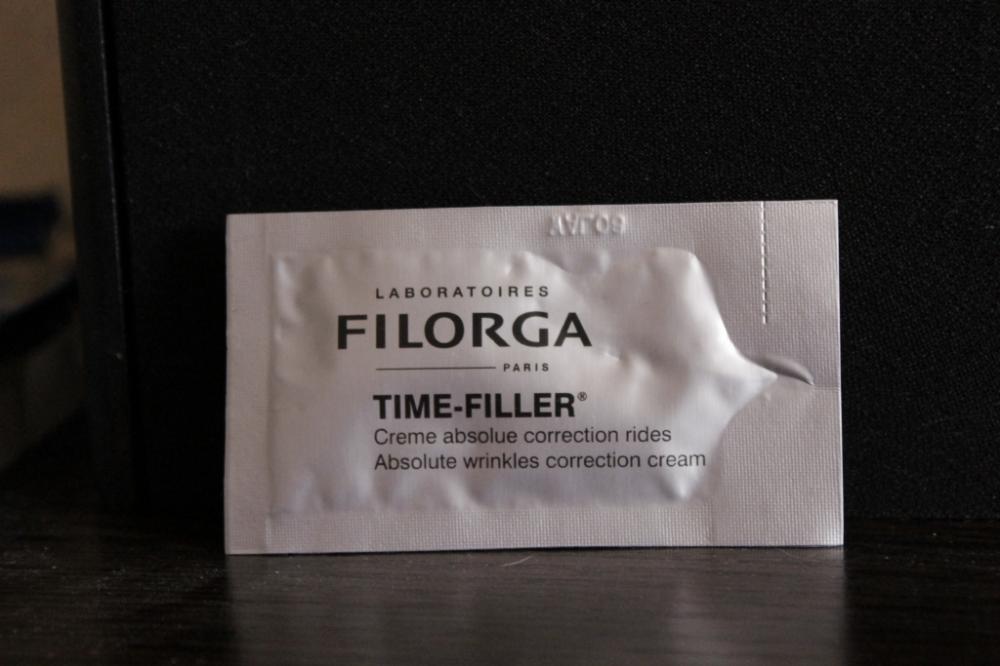 LABORATOIRES
FILORGA
PARIS
TIME-FILLER®
Creme absolue correction rides
Absolute wrinkles correction cream